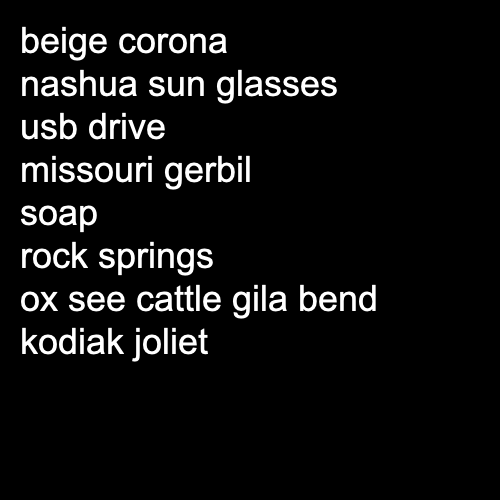 beige corona
nashua sun glasses
usb drive
missouri gerbil
soap
rock springs
ox see cattle gila bend
kodiak joliet